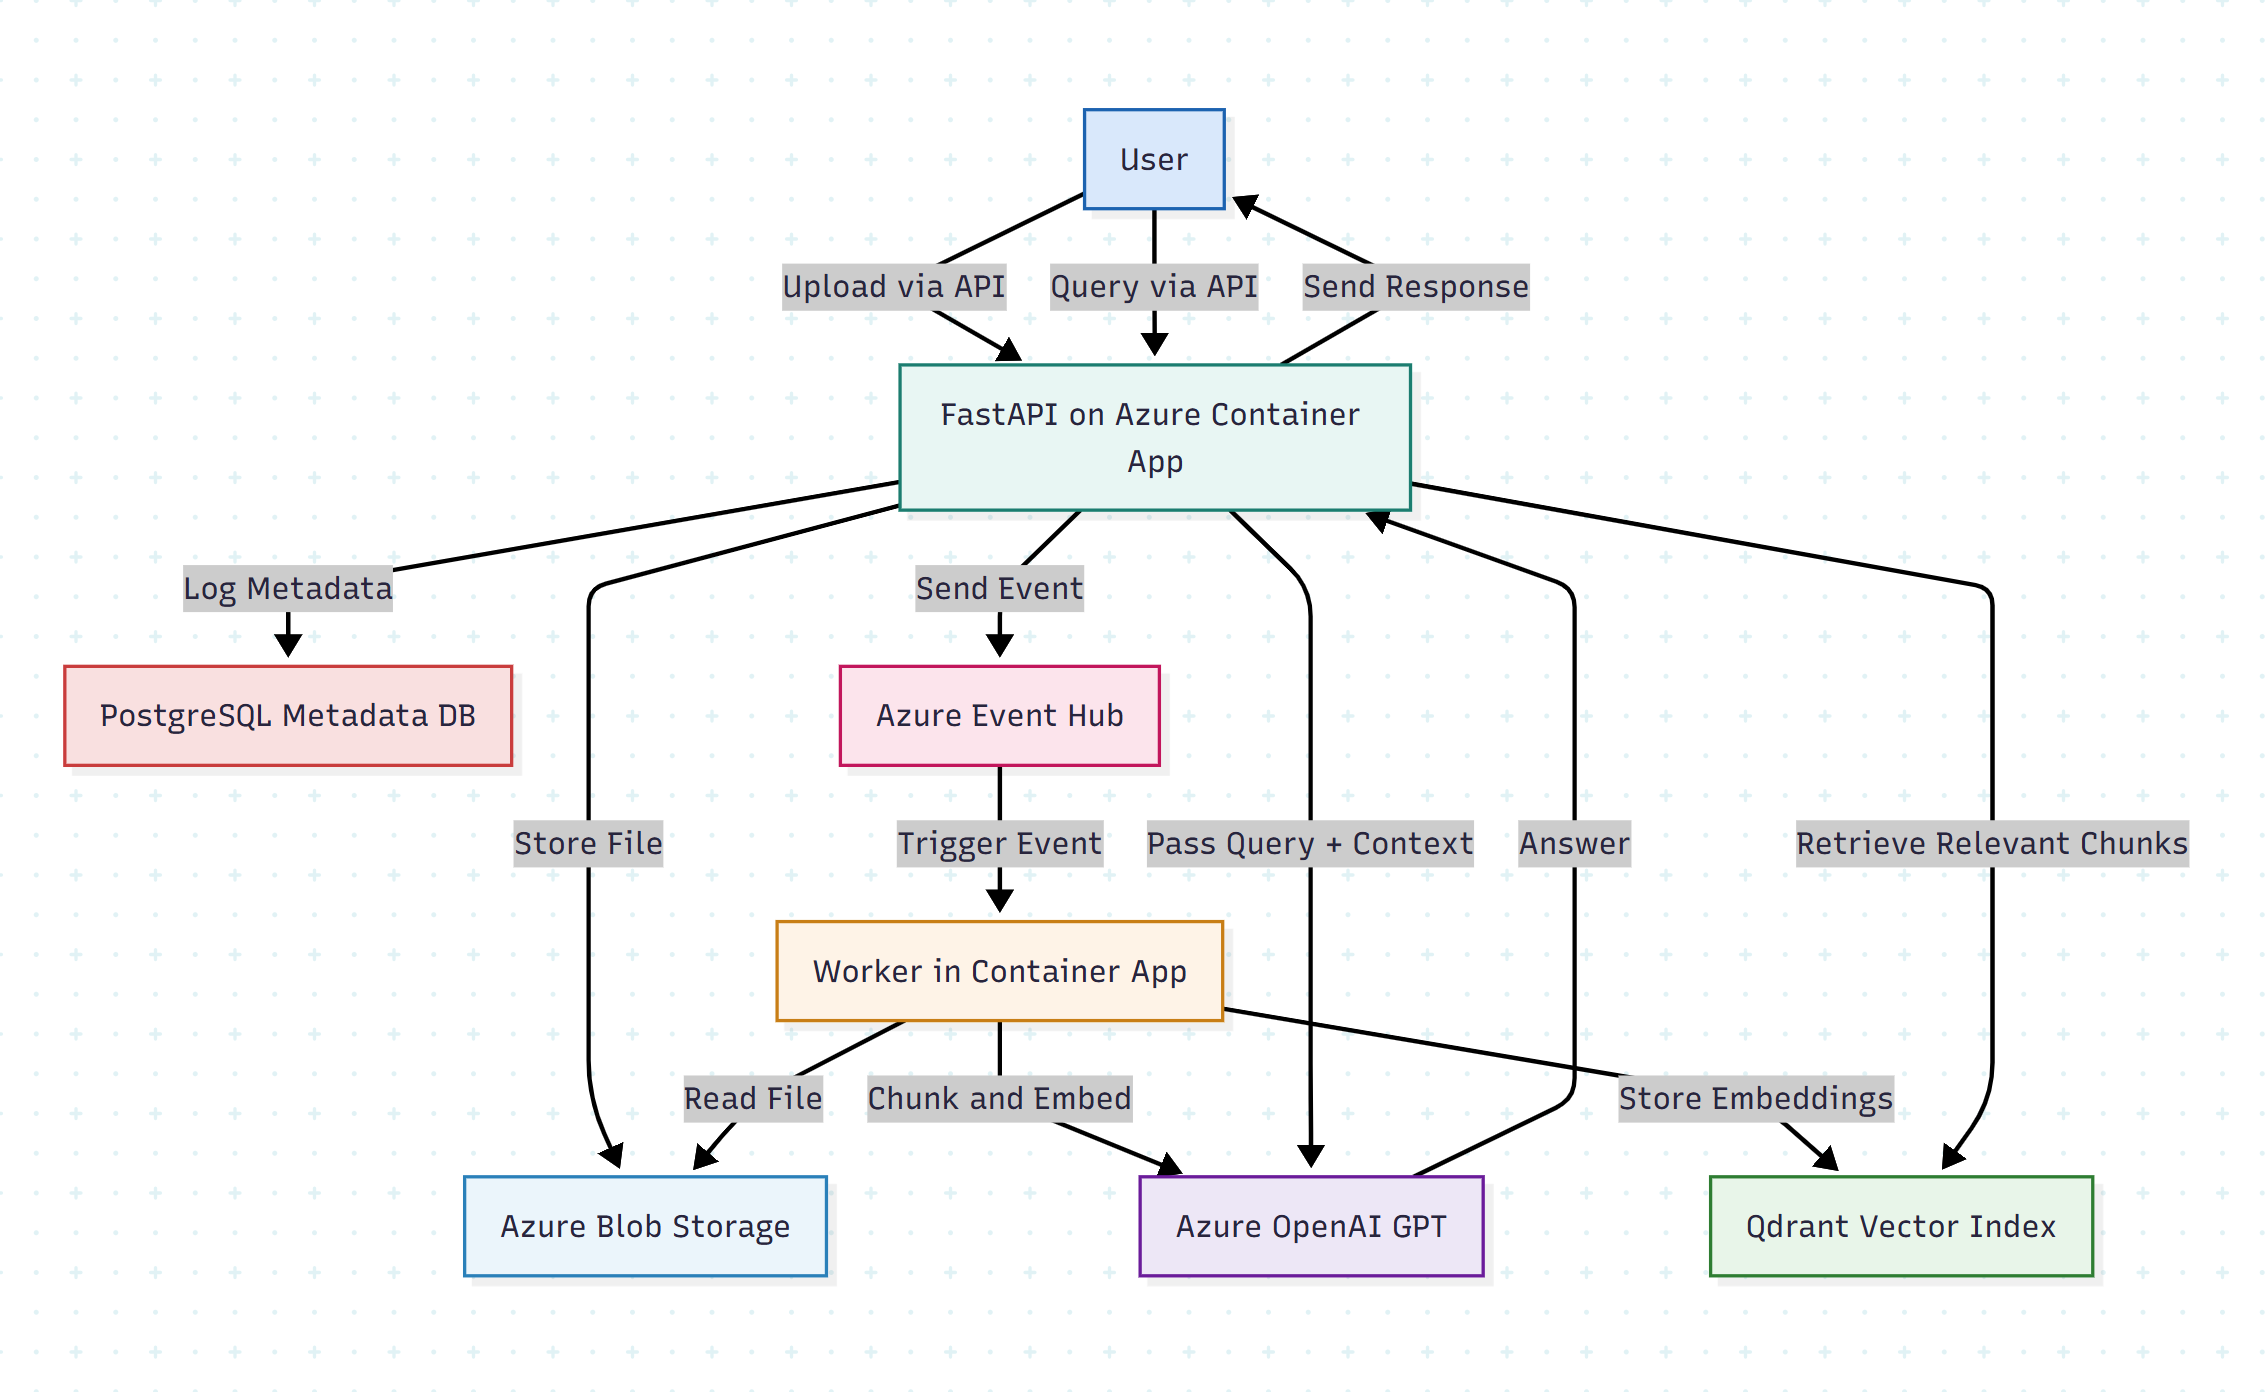 User
Upload via API
Query via API
Send Response
FastAPI on Azure Container
App
Log Metadata
Send Event
PostgreSQL Metadata DB
Azure Event Hub
Store File
Trigger Event
Pass Query + Context
Answer
Retrieve Relevant Chunks
Worker in Container App
Read File
Chunk and Embed
Store Embeddings
Azure Blob Storage
Azure OpenAI GPT
Qdrant Vector Index